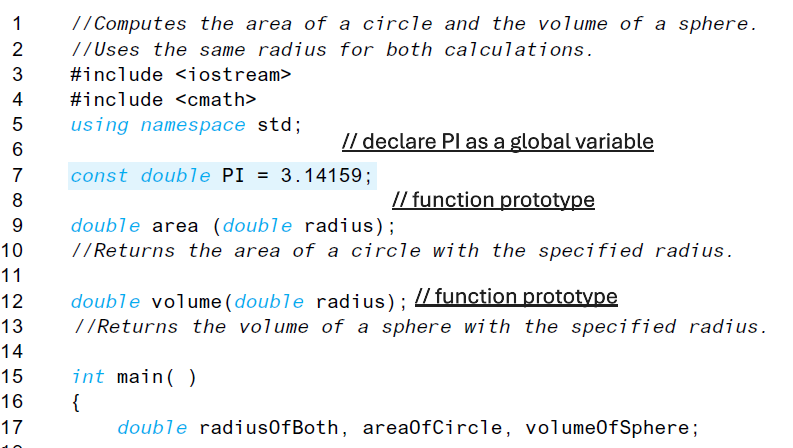 1 //Computes the area of a circle and the volume of a sphere.
2 //Uses the same radius for both calculations.
3 #include <iostream>
4 #include <cmath>
5 using namespace std;
6 // declare PI as a global variable
7 const double PI = 3.14159;
8 // function prototype
9 double area (double radius);
10 //Returns the area of a circle with the specified radius.
11
12 double volume(double radius); // function prototype
13 //Returns the volume of a sphere with the specified radius.
14
15 int main( )
16 {
17 double radiusOfBoth, areaOfCircle, volumeOfSphere;